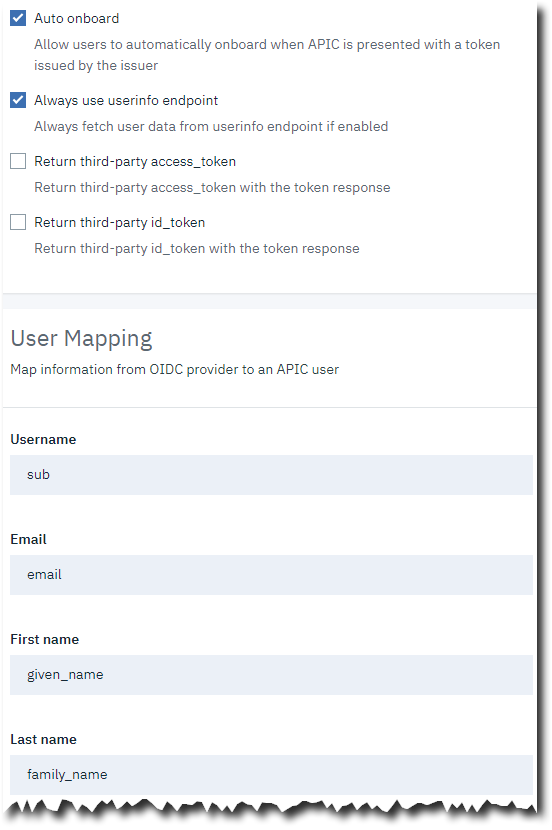 Auto onboard
Allow users to automatically onboard when APIC is presented with a token
issued by the issuer
Always use userinfo endpoint
Always fetch user data from userinfo endpoint if enabled
Return third-party access_token
Return third-party access_token with the token response
Return third-party id_token
Return third-party id_token with the token response
User Mapping
Map information from OIDC provider to an APIC user
Username
sub
Email
email
First name
given_name
Last name
family_name